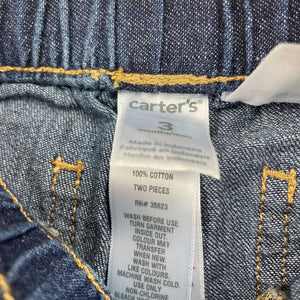 carter's®
3
months/mois
Made in Indonesia
Fabriqué en Indonésie
Hecho en Indonesia
100% COTTON
TWO PIECES
RN# 36623
WASH BEFORE USE.
TURN GARMENT
INSIDE OUT
COLOUR MAY
TRANSFER
WHEN NEW.
WASH WITH
LIKE COLOURS.
MACHINE WASH COLD.
USE ONLY
NON-CHLORINE